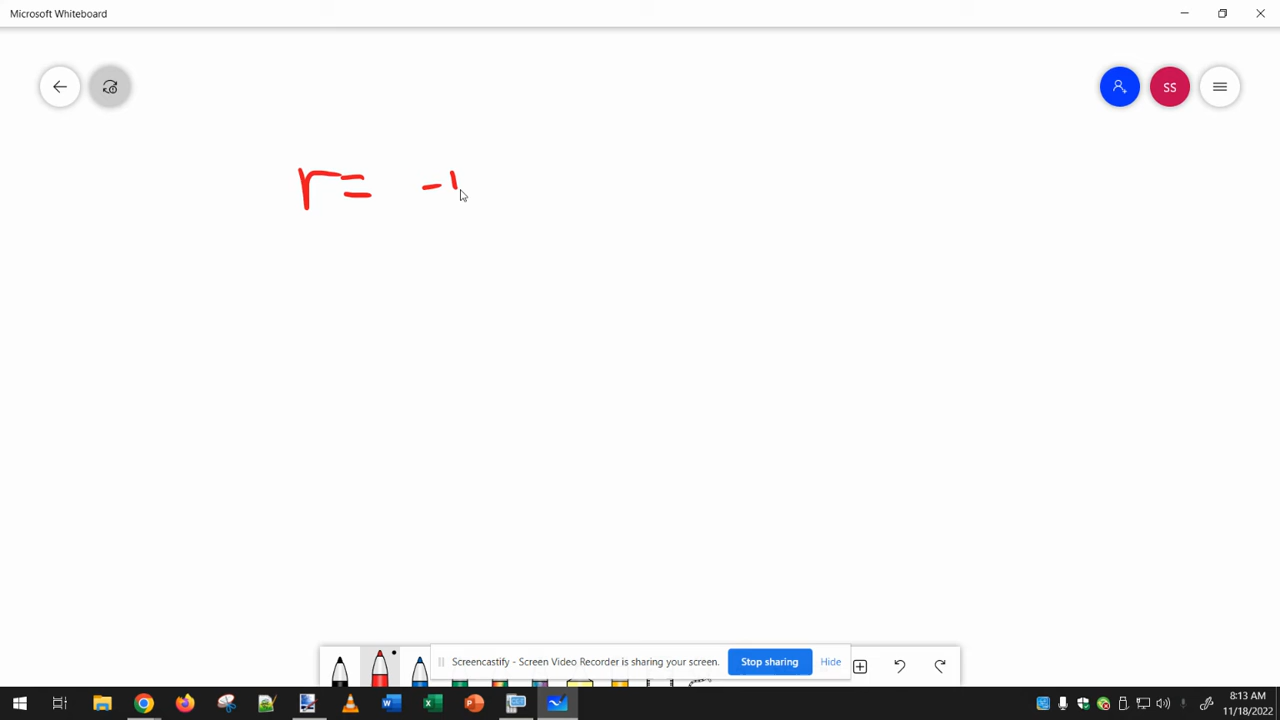 Microsoft Whiteboard
SS
r= -1
Screencastify - Screen Video Recorder is sharing your screen. Stop sharing Hide
8:13 AM
11/18/2022